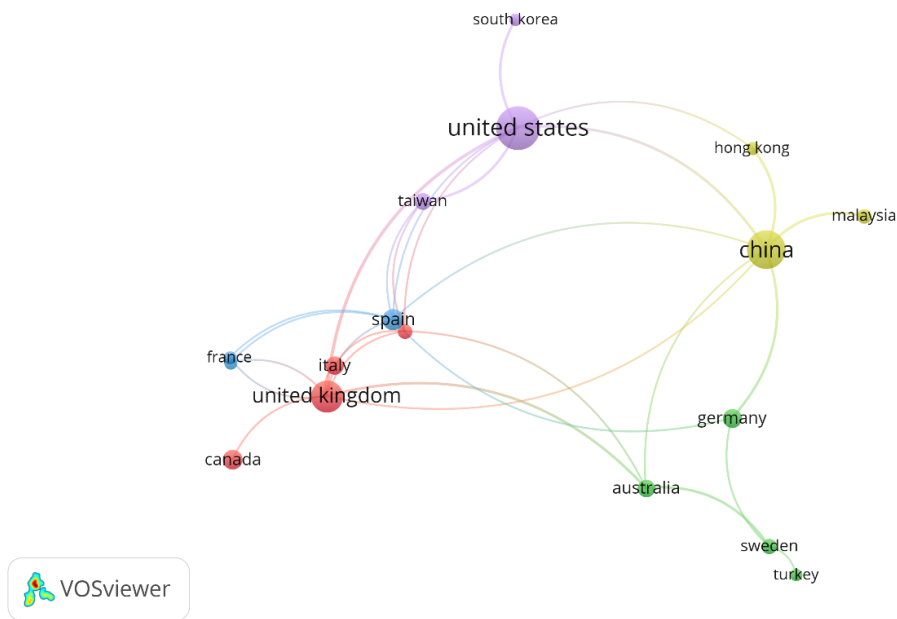 south korea
united states
hong kong
taiwan
malaysia
china
spain
france
italy
united kingdom
germany
canada
australia
sweden
turkey
VOSviewer